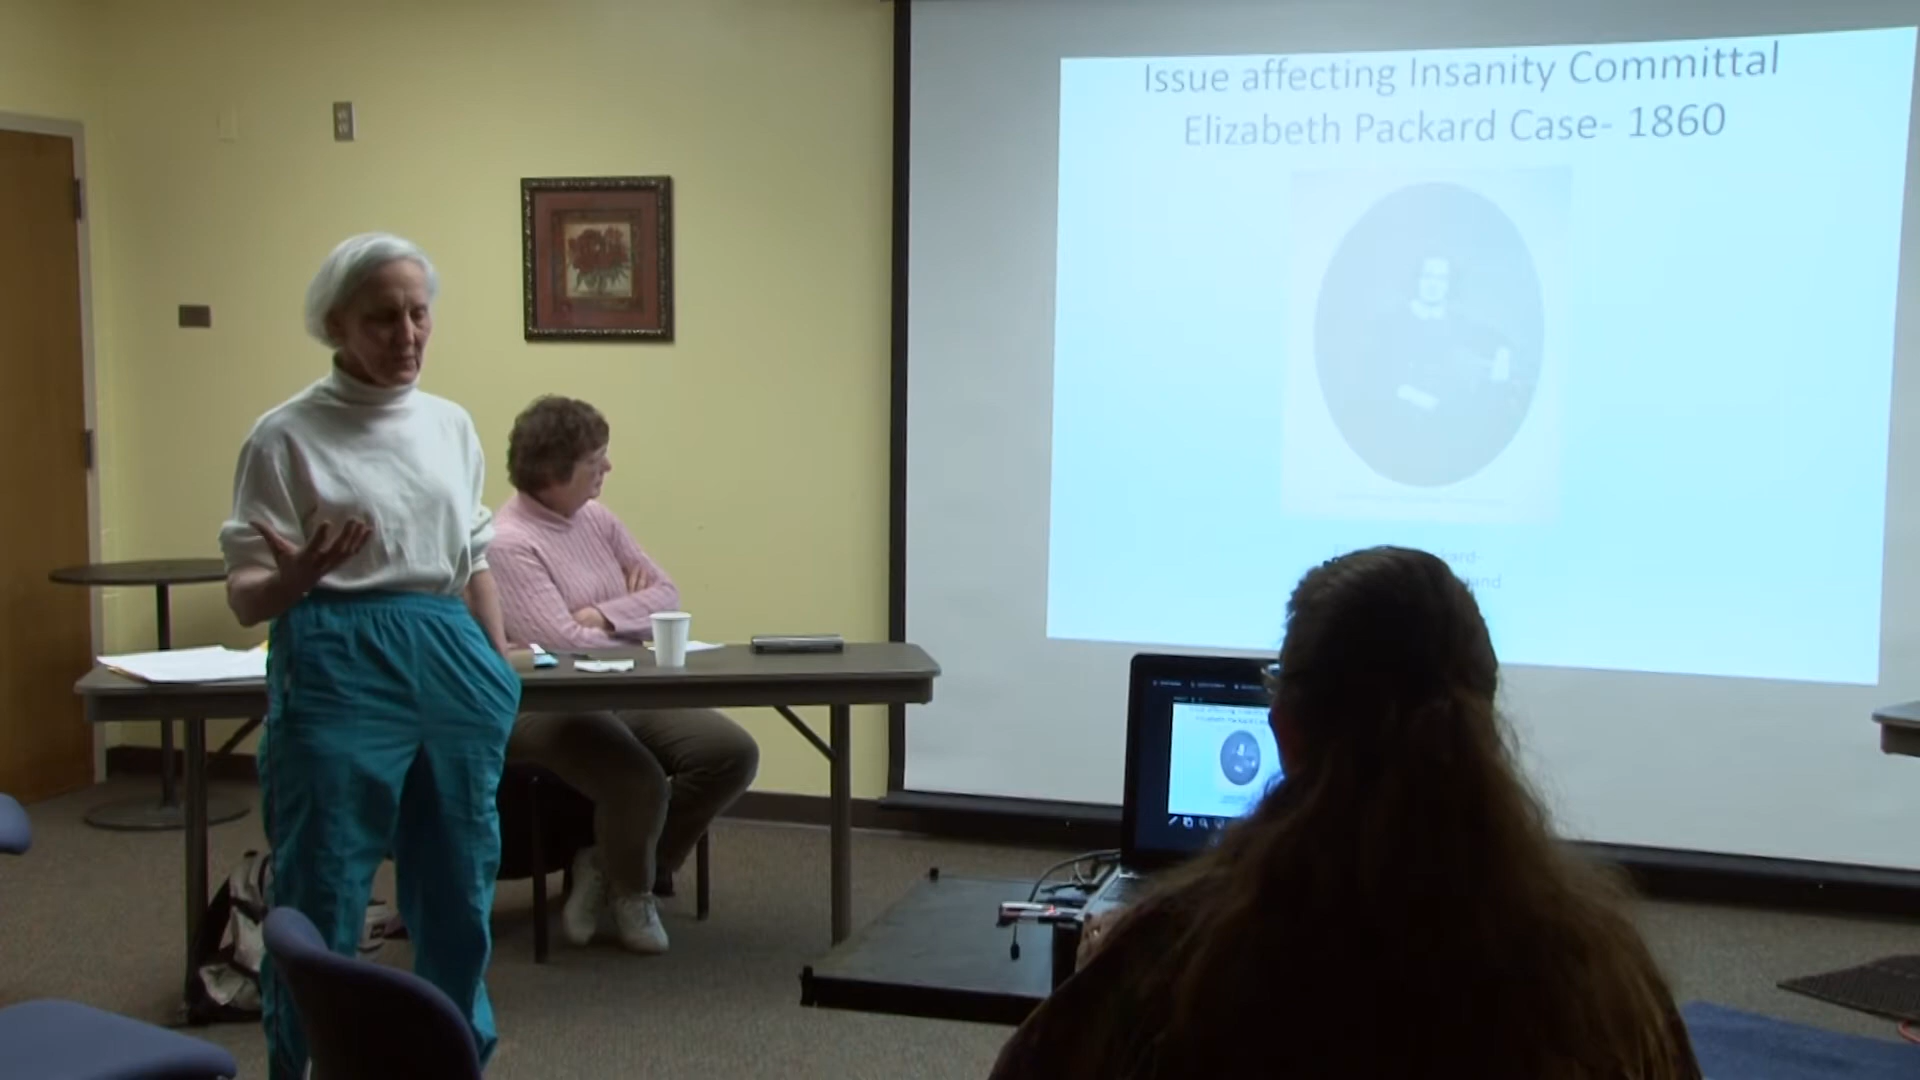 Issue affecting Insanity Committal
Elizabeth Packard Case- 1860